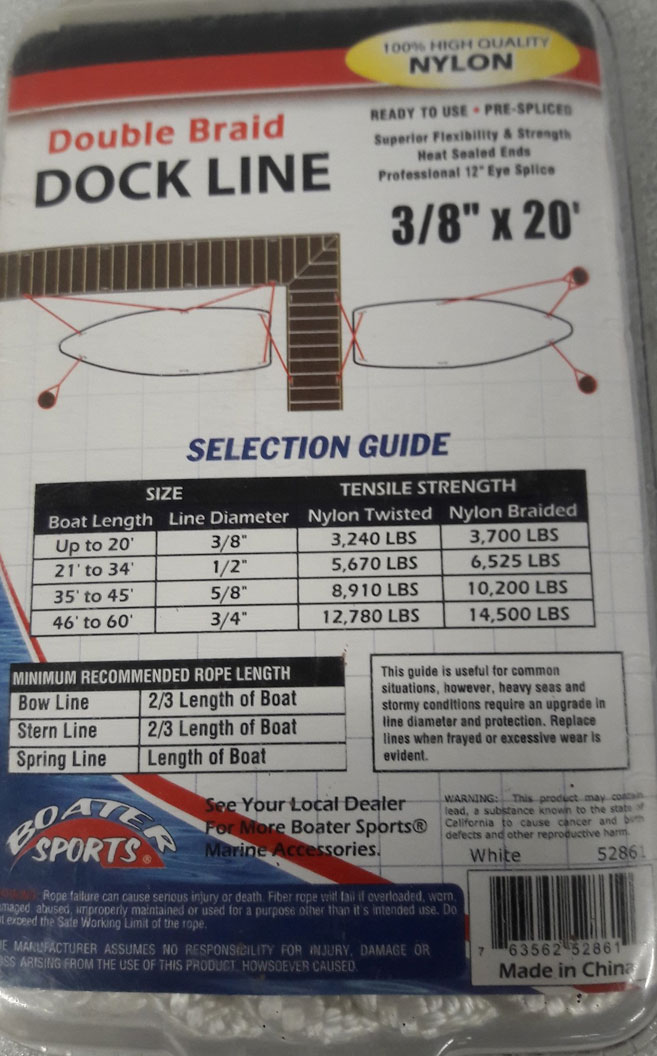 100% HIGH QUALITY
NYLON
READY TO USE • PRE-SPLICED
Double Braid
DOCK LINE
Superior Flexibility & Strength
Heat Sealed Ends
Professional 12" Eye Splice
3/8" x 20'
SELECTION GUIDE
SIZE TENSILE STRENGTH
Boat Length Line Diameter Nylon Twisted Nylon Braided
Up to 20' 3/8" 3,240 LBS 3,700 LBS
21' to 34' 1/2" 5,670 LBS 6,525 LBS
35' to 45' 5/8" 8,910 LBS 10,200 LBS
46' to 60' 3/4" 12,780 LBS 14,500 LBS
MINIMUM RECOMMENDED ROPE LENGTH
Bow Line 2/3 Length of Boat
Stern Line 2/3 Length of Boat
Spring Line Length of Boat
This guide is useful for common
situations, however, heavy seas and
stormy conditions require an upgrade in
line diameter and protection. Replace
lines when frayed or excessive wear is
evident.
BOATER
SPORTS®
See Your Local Dealer
For More Boater Sports®
Marine Accessories.
WARNING: This product may contain
lead, a substance known to the state of
California to cause cancer and birth
defects and other reproductive harm.
White 52861
Rope failure can cause serious injury or death. Fiber rope will fail if overloaded, worn,
abused, improperly maintained or used for a purpose other than it's intended use. Do
exceed the Safe Working Limit of the rope.
MANUFACTURER ASSUMES NO RESPONSIBILITY FOR INJURY, DAMAGE OR
ARISING FROM THE USE OF THIS PRODUCT, HOWSOEVER CAUSED.
7 63562 52861
Made in China